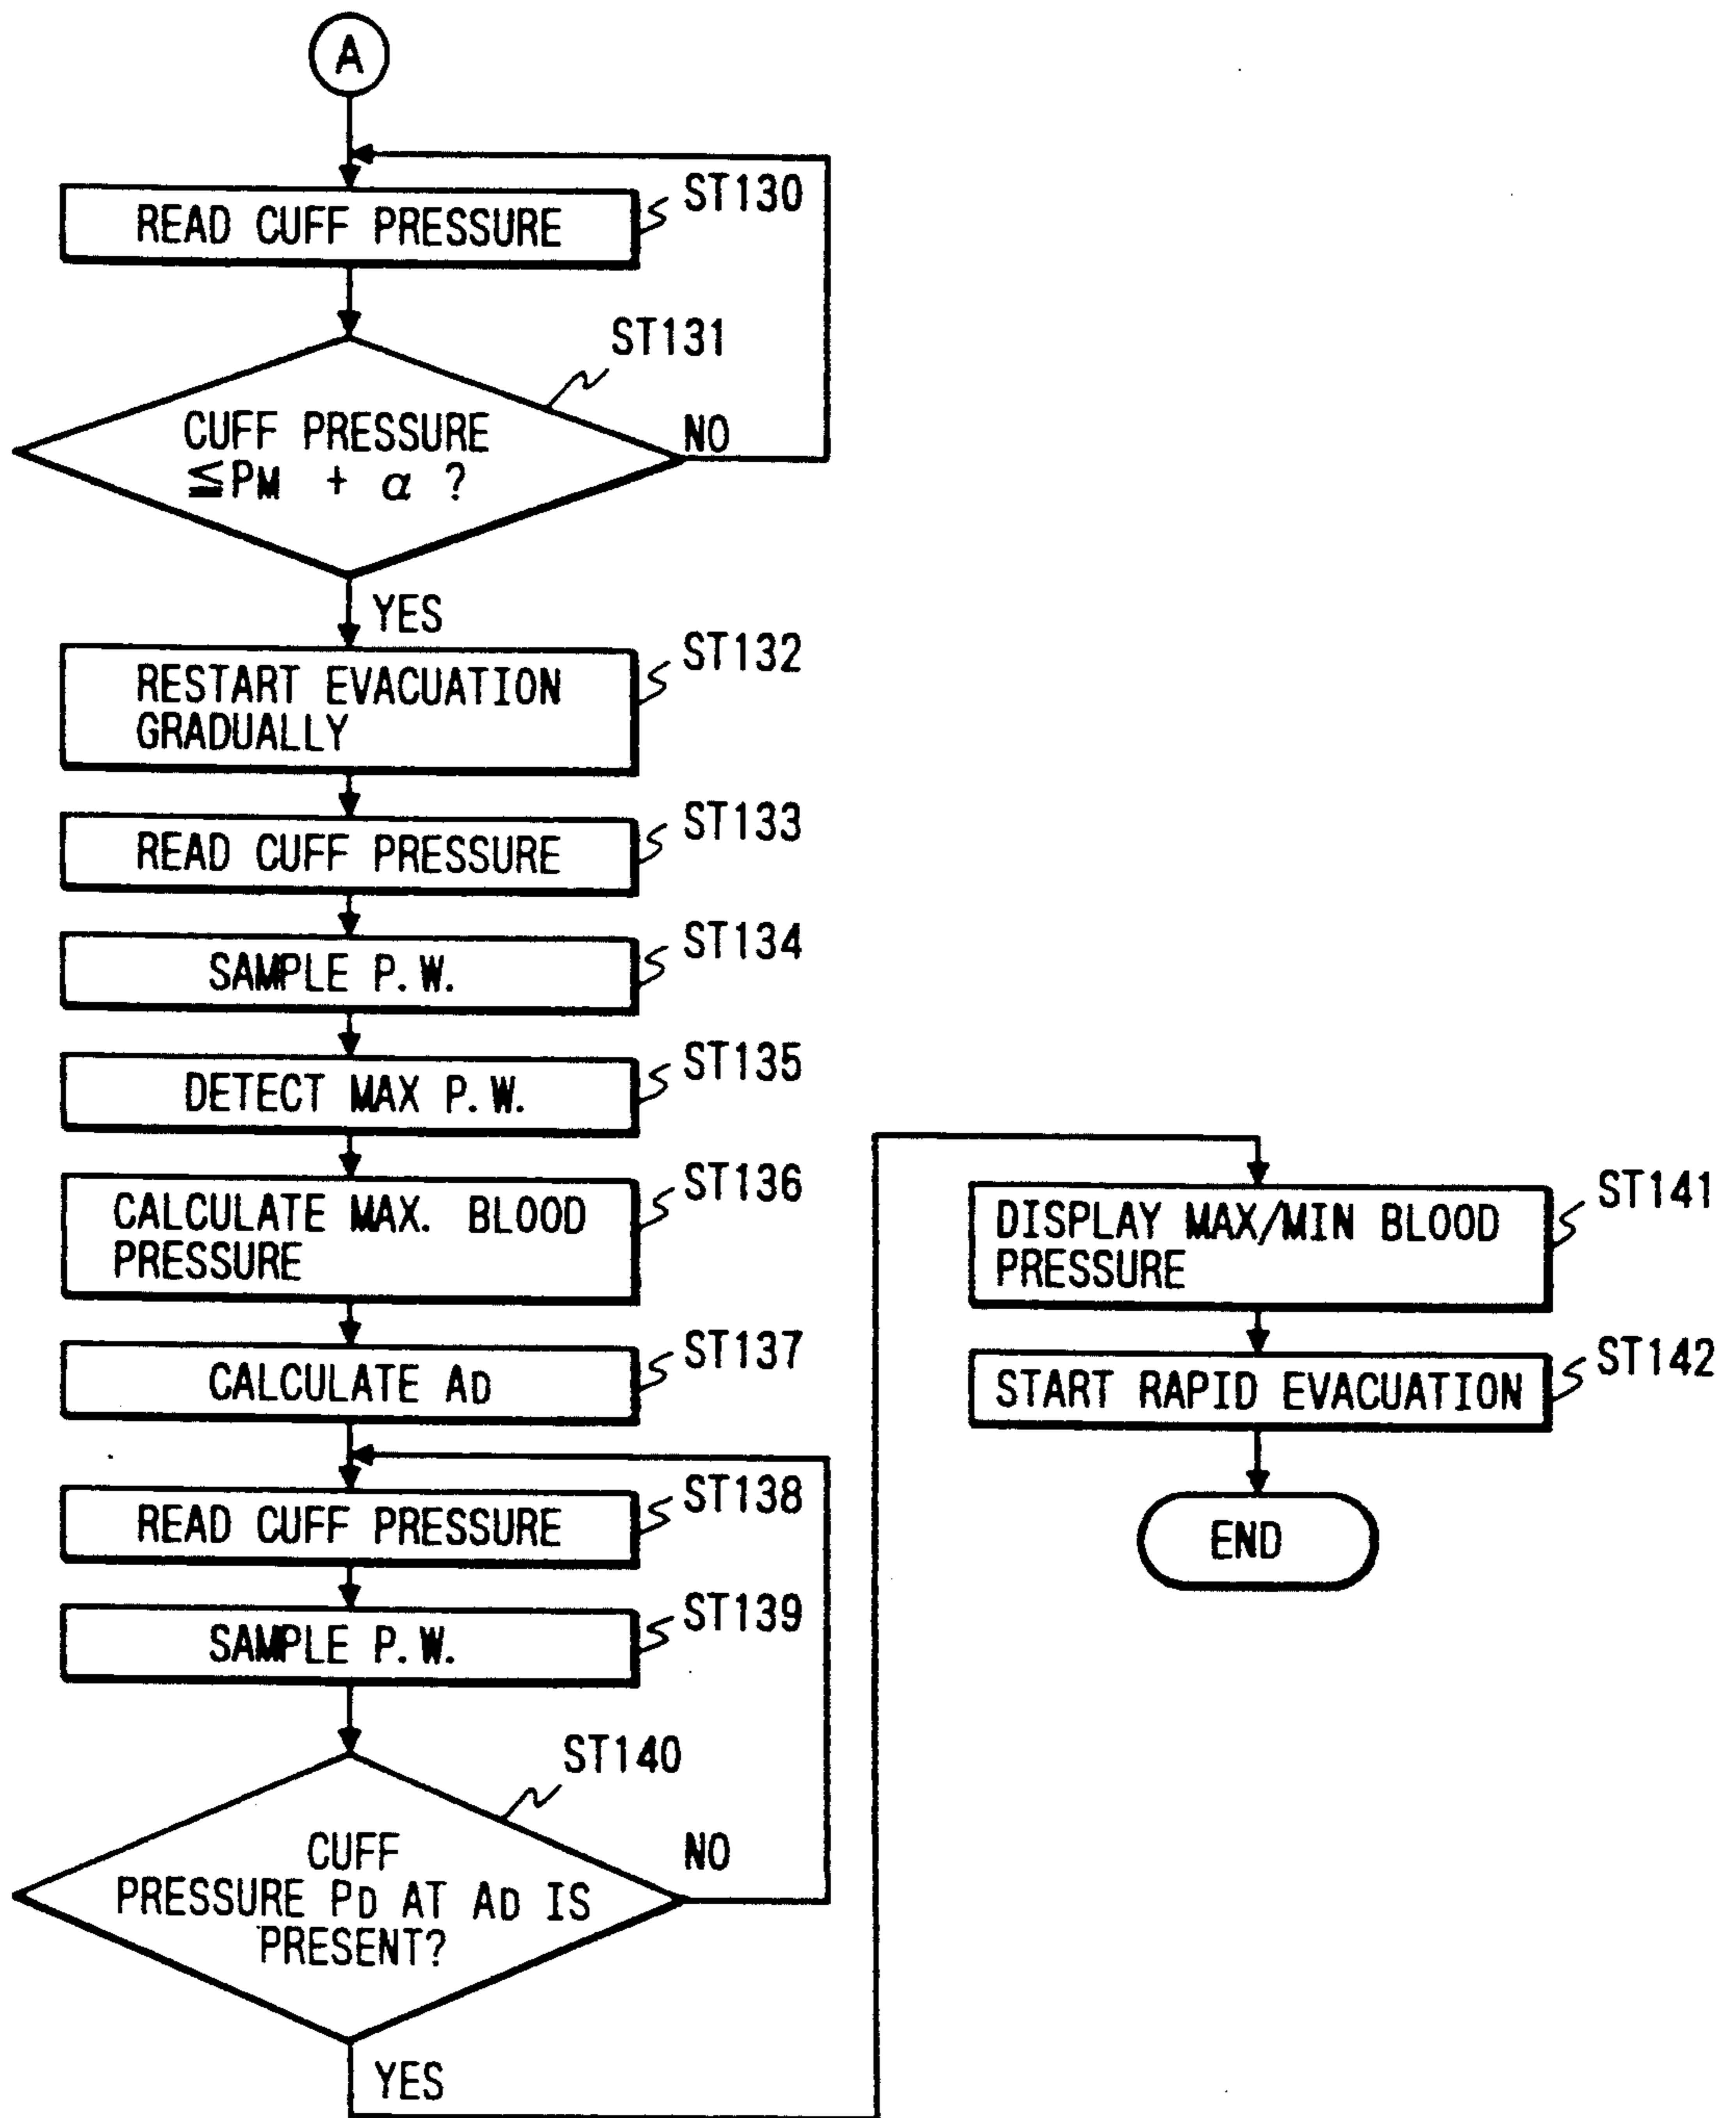 A
READ CUFF PRESSURE
ST130
ST131
CUFF PRESSURE
≦PM + α ?
NO
YES
ST132
RESTART EVACUATION
GRADUALLY
ST133
READ CUFF PRESSURE
ST134
SAMPLE P.W.
ST135
DETECT MAX P.W.
ST136
CALCULATE MAX. BLOOD
PRESSURE
ST137
CALCULATE AD
ST138
READ CUFF PRESSURE
ST139
SAMPLE P.W.
ST140
CUFF
PRESSURE PD AT AD IS
PRESENT?
NO
YES
ST141
DISPLAY MAX/MIN BLOOD
PRESSURE
ST142
START RAPID EVACUATION
END